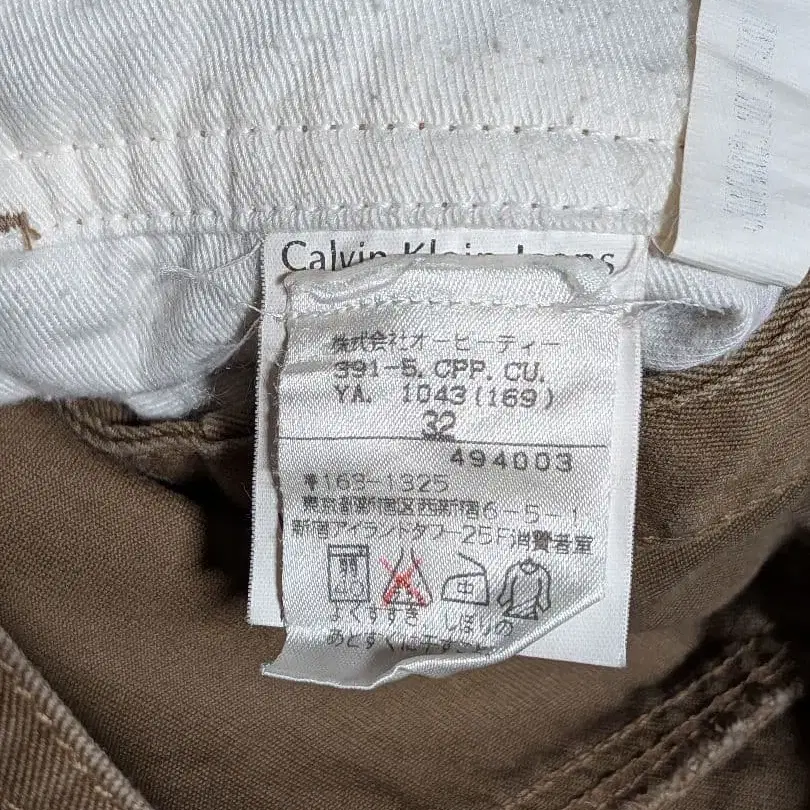 Calvin Klein Jeans
株式会社オーピーティー
391-5. CPP. CU.
YA. 1043(169)
32
494003
〒163-1325
東京都新宿区西新宿6-5-1
新宿アイランドタワー25F消費者室
中
よくすすぎ しぼりの
あとすぐに干す